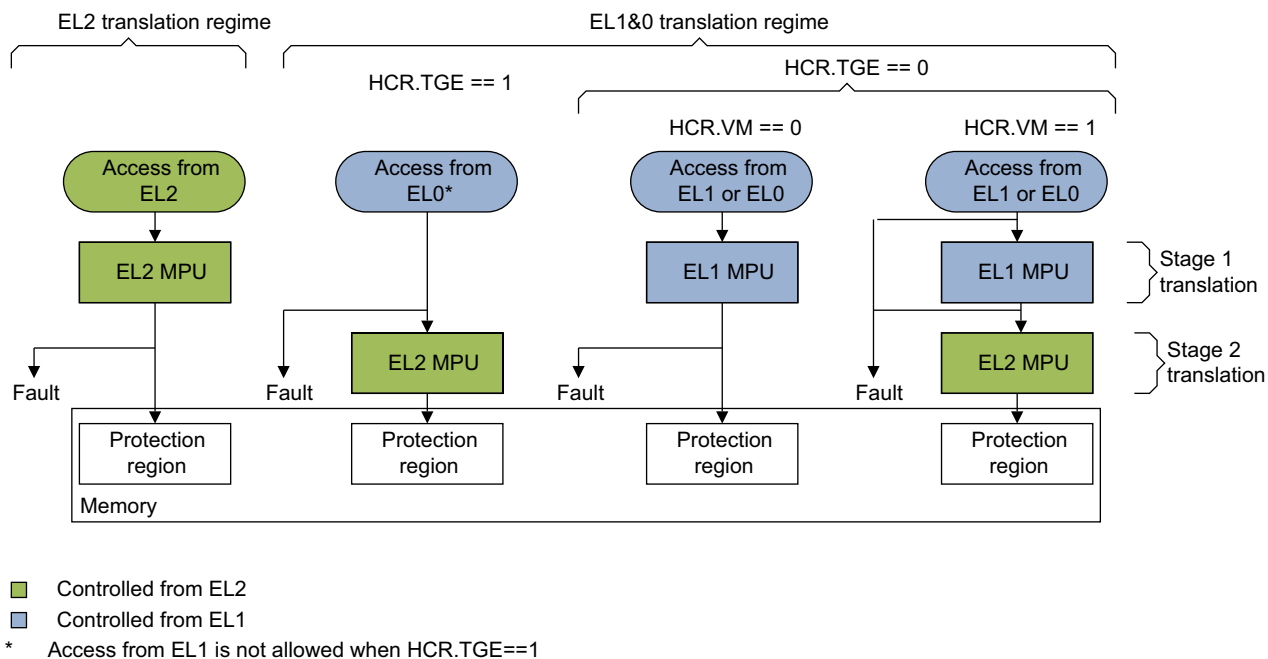 EL2 translation regime
EL1&0 translation regime
HCR.TGE == 1
HCR.TGE == 0
HCR.VM == 0
HCR.VM == 1
Access from
EL2
Access from
EL0*
Access from
EL1 or EL0
Access from
EL1 or EL0
EL2 MPU
EL1 MPU
EL1 MPU
Stage 1
translation
EL2 MPU
EL2 MPU
Stage 2
translation
Fault
Fault
Fault
Fault
Protection
region
Protection
region
Protection
region
Protection
region
Memory
Controlled from EL2
Controlled from EL1
* Access from EL1 is not allowed when HCR.TGE==1